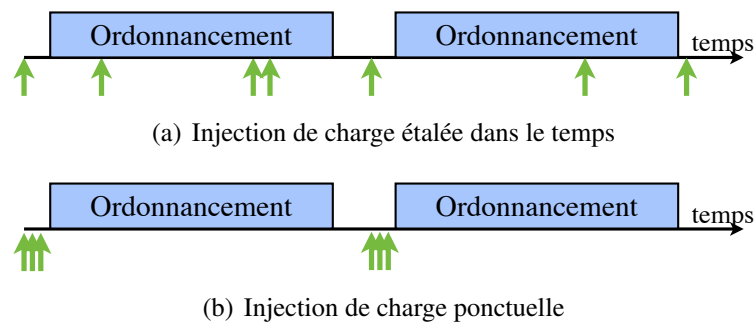 Ordonnancement Ordonnancement temps
(a) Injection de charge étalée dans le temps
Ordonnancement Ordonnancement temps
(b) Injection de charge ponctuelle